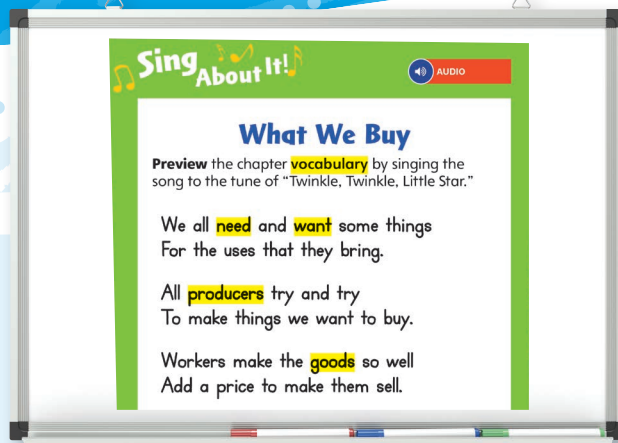 Sing
About It!
AUDIO
What We Buy
Preview the chapter vocabulary by singing the
song to the tune of “Twinkle, Twinkle, Little Star.”
We all need and want some things
For the uses that they bring.
All producers try and try
To make things we want to buy.
Workers make the goods so well
Add a price to make them sell.